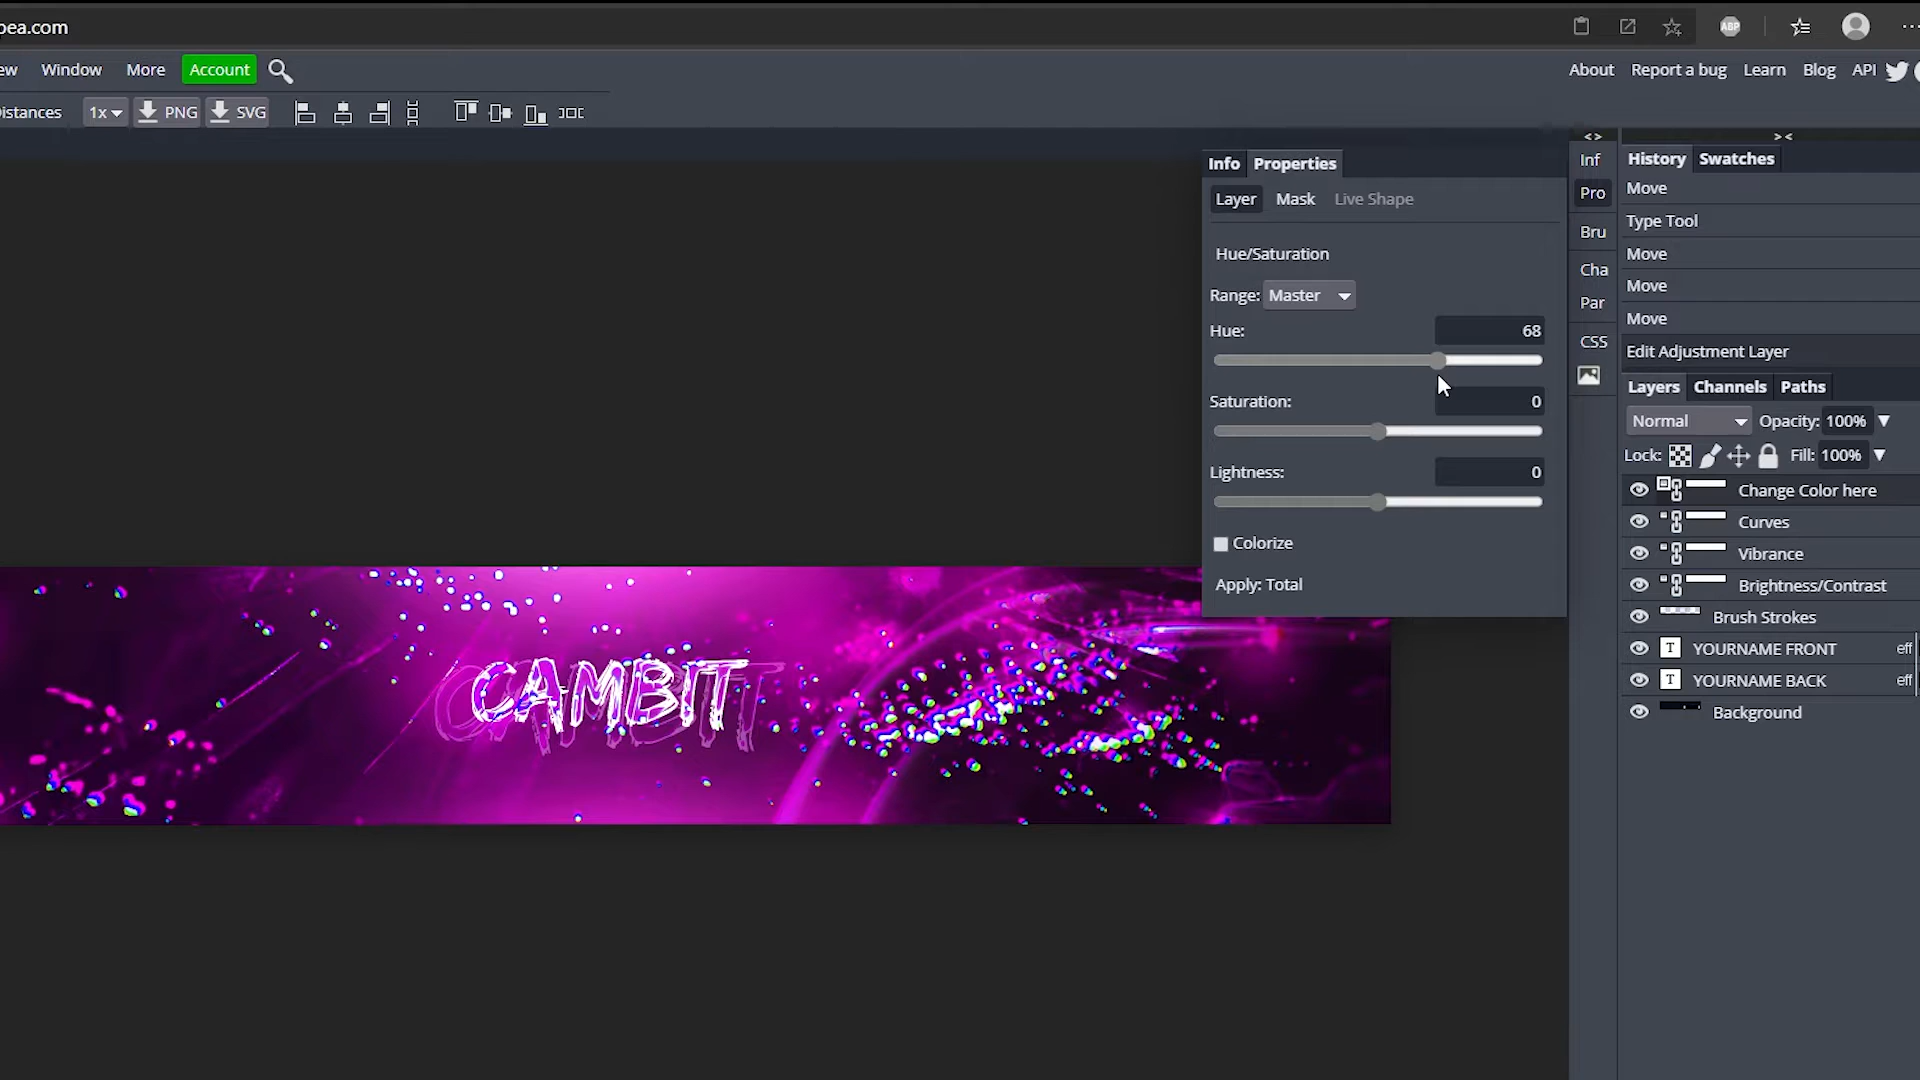 pea.com
ew Window More Account About Report a bug Learn Blog API
istances 1x PNG SVG
Info Properties
Layer Mask Live Shape
Hue/Saturation
Range: Master
Hue: 68
Saturation: 0
Lightness: 0
Colorize
Apply: Total
Inf
Pro
Bru
Cha
Par
CSS
History Swatches
Move
Type Tool
Move
Move
Move
Edit Adjustment Layer
Layers Channels Paths
Normal Opacity: 100%
Lock: Fill: 100%
Change Color here
Curves
Vibrance
Brightness/Contrast
Brush Strokes
T YOURNAME FRONT eff
T YOURNAME BACK eff
Background
ABP
CAMBIT